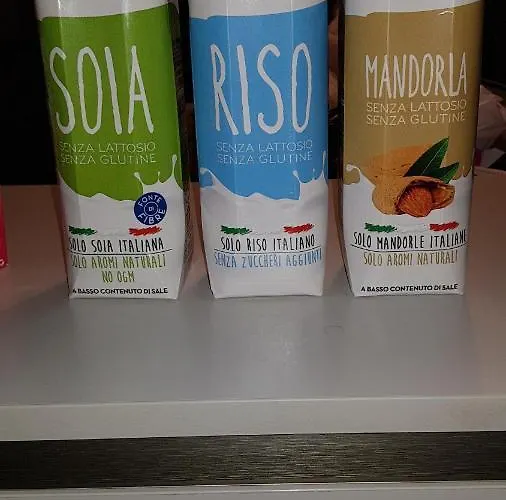 SOIA
SENZA LATTOSIO
SENZA GLUTINE
FONTE
DI
FIBRE
SOLO SOIA ITALIANA
SOLO AROMI NATURALI
NO OGM
A BASSO CONTENUTO DI SALE
RISO
SENZA LATTOSIO
SENZA GLUTINE
SOLO RISO ITALIANO
SENZA ZUCCHERI AGGIUNTI
MANDORLA
SENZA LATTOSIO
SENZA GLUTINE
SOLO MANDORLE ITALIANE
SOLO AROMI NATURALI
A BASSO CONTENUTO DI SALE